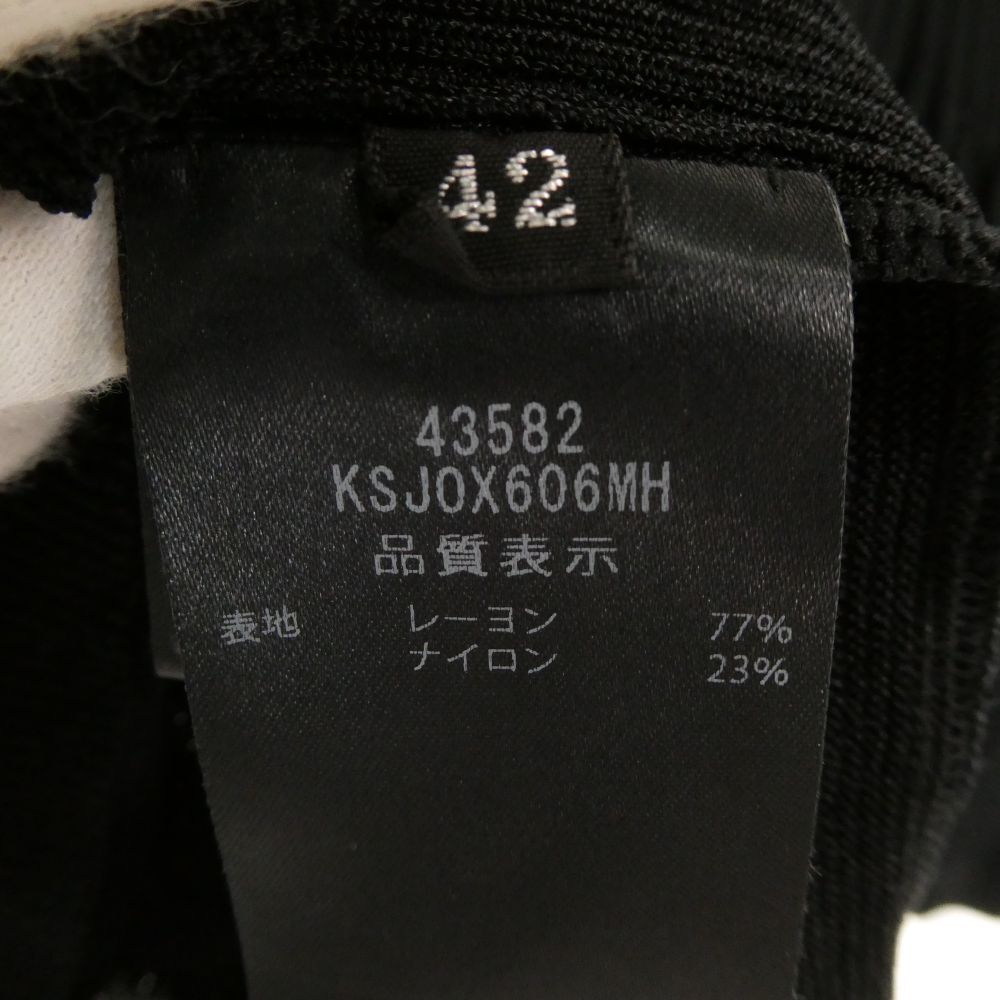 42
43582
KSJOX606MH
品質表示
表地 レーヨン 77%
ナイロン 23%